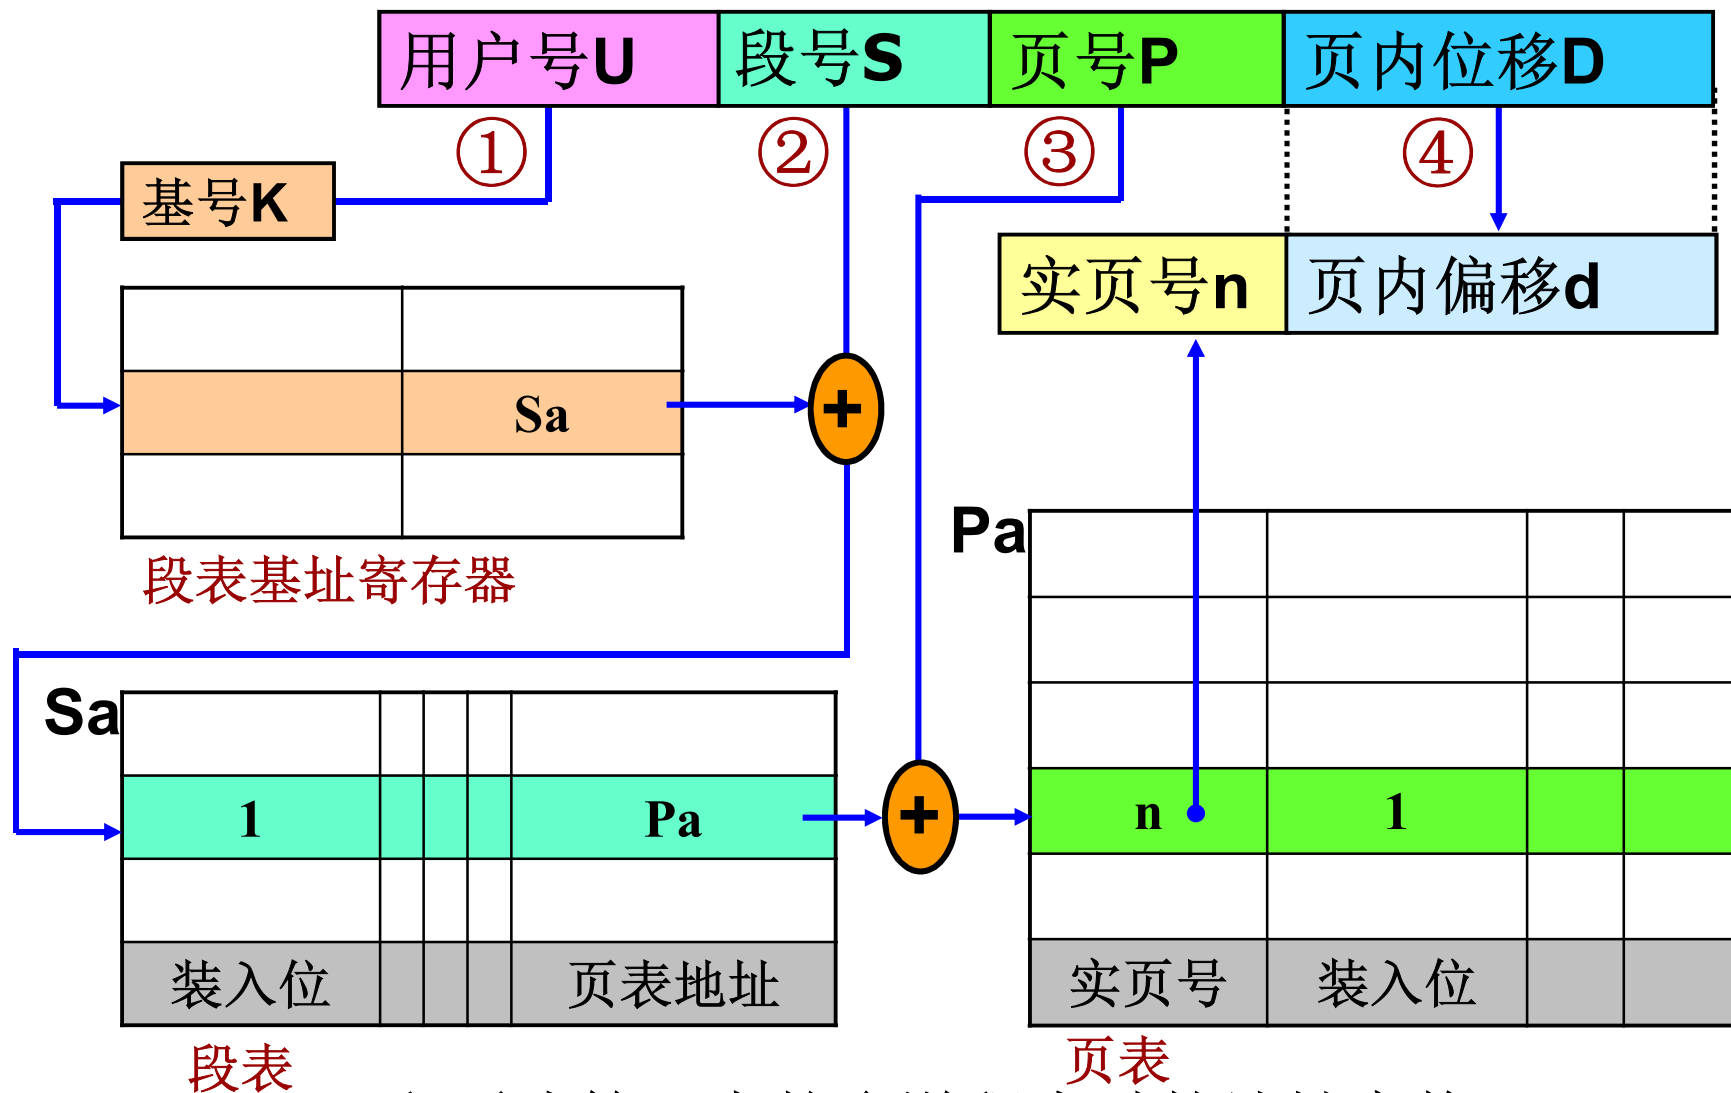 用户号U 段号S 页号P 页内位移D
① ② ③ ④
基号K
实页号n 页内偏移d
Sa
+
段表基址寄存器
Pa
Sa
1 Pa
+
n 1
装入位 页表地址
实页号 装入位
段表
页表